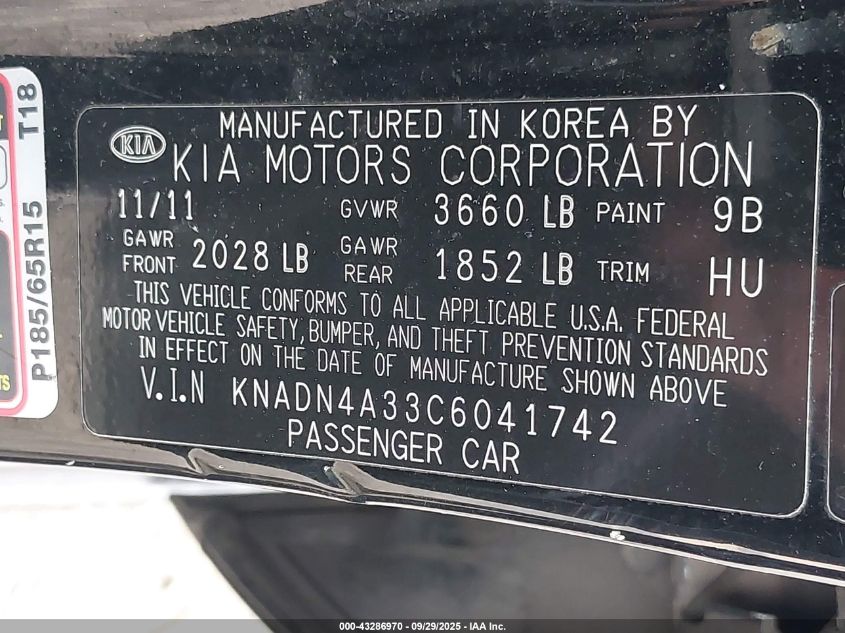 MANUFACTURED IN KOREA BY
KIA
KIA MOTORS CORPORATION
11/11 GVWR 3660 LB PAINT 9B
GAWR FRONT 2028 LB GAWR REAR 1852 LB TRIM HU
THIS VEHICLE CONFORMS TO ALL APPLICABLE U.S.A. FEDERAL
MOTOR VEHICLE SAFETY, BUMPER, AND THEFT PREVENTION STANDARDS
IN EFFECT ON THE DATE OF MANUFACTURE SHOWN ABOVE
V.I.N KNADN4A33C6041742
PASSENGER CAR
P185/65R15 T18
000-43286970 - 09/29/2025 - IAA Inc.